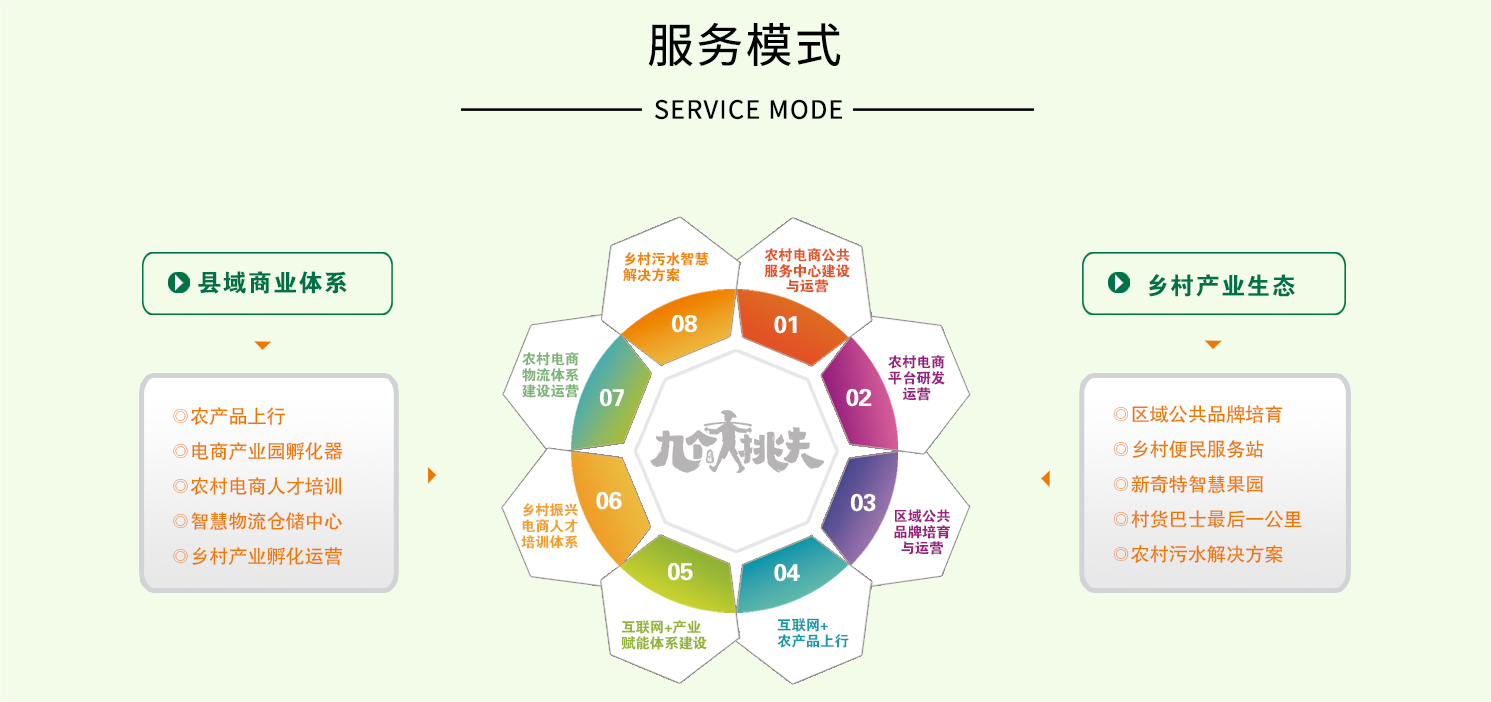 服务模式
SERVICE MODE
县域商业体系
◎农产品上行
◎电商产业园孵化器
◎农村电商人才培训
◎智慧物流仓储中心
◎乡村产业孵化运营
农村电商公共
服务中心建设
与运营
01
农村电商
平台研发
运营
02
区域公共
品牌培育
与运营
03
互联网+
农产品上行
04
互联网+产业
赋能体系建设
05
乡村振兴
电商人才
培训体系
06
农村电商
物流体系
建设运营
07
乡村污水智慧
解决方案
08
九个挑夫
乡村产业生态
◎区域公共品牌培育
◎乡村便民服务站
◎新奇特智慧果园
◎村货巴士最后一公里
◎农村污水解决方案